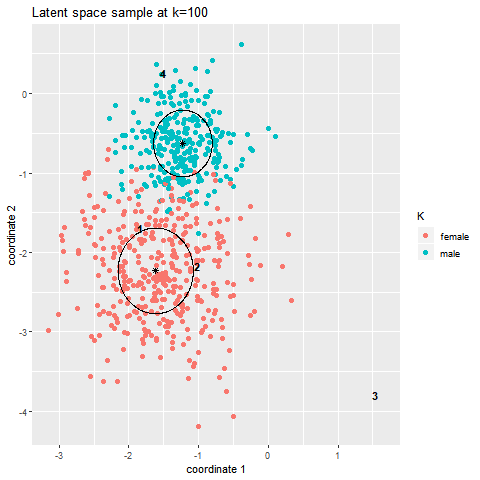 Latent space sample at k=100
4
0
-1
1
2
-2
-3
3
-4
-3
-2
-1
0
1
coordinate 1
coordinate 2
K
female
male